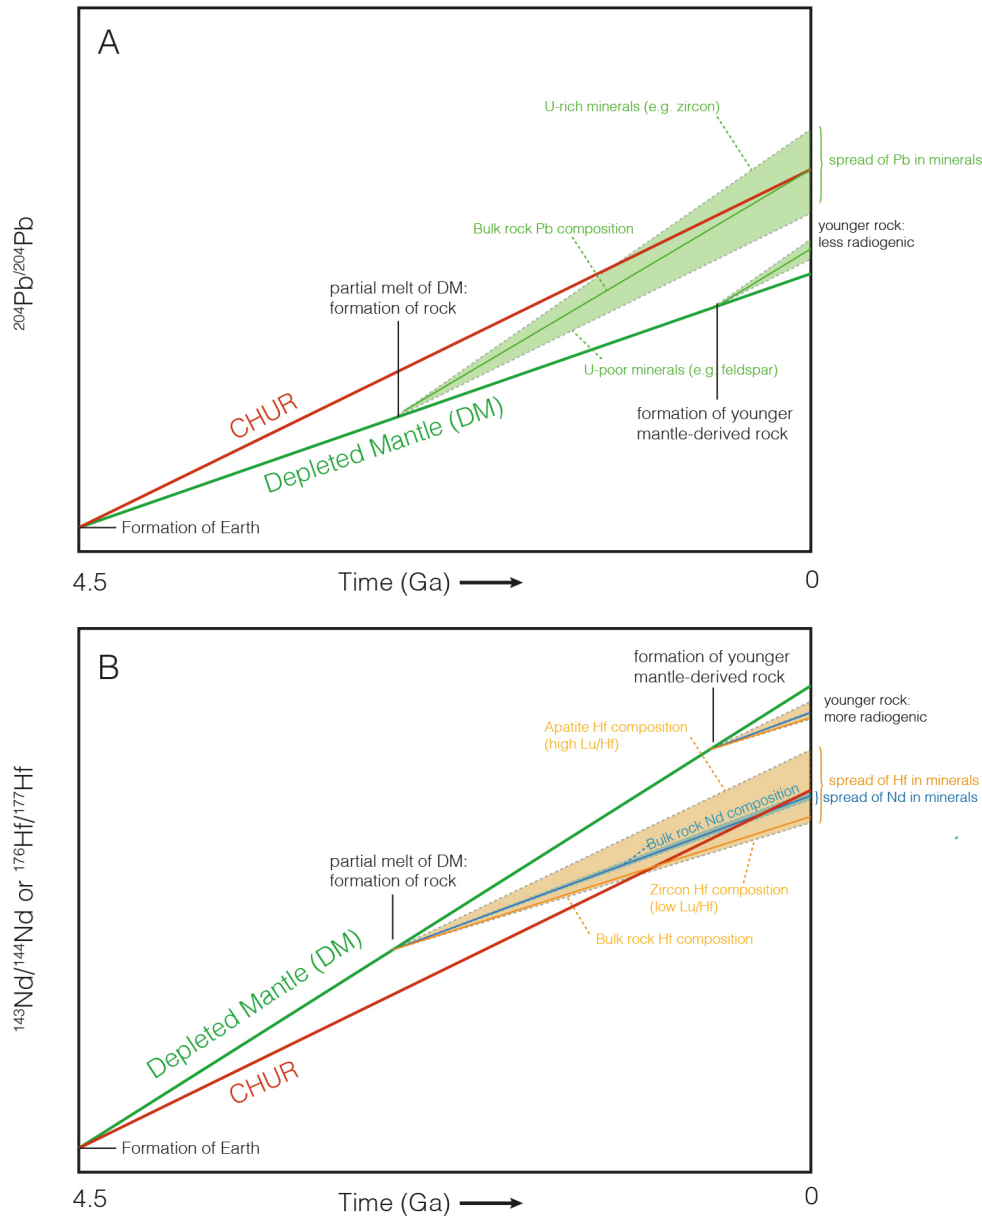 A
U-rich minerals (e.g. zircon)
spread of Pb in minerals
Bulk rock Pb composition
younger rock:
less radiogenic
partial melt of DM:
formation of rock
²⁰⁴Pb/²⁰⁴Pb
U-poor minerals (e.g. feldspar)
CHUR
formation of younger
mantle-derived rock
Depleted Mantle (DM)
Formation of Earth
4.5
Time (Ga)
0
B
formation of younger
mantle-derived rock
younger rock:
more radiogenic
Apatite Hf composition
(high Lu/Hf)
spread of Hf in minerals
spread of Nd in minerals
Bulk rock Nd composition
partial melt of DM:
formation of rock
Zircon Hf composition
(low Lu/Hf)
Bulk rock Hf composition
¹⁴³Nd/¹⁴⁴Nd or ¹⁷⁶Hf/¹⁷⁷Hf
Depleted Mantle (DM)
CHUR
Formation of Earth
4.5
Time (Ga)
0